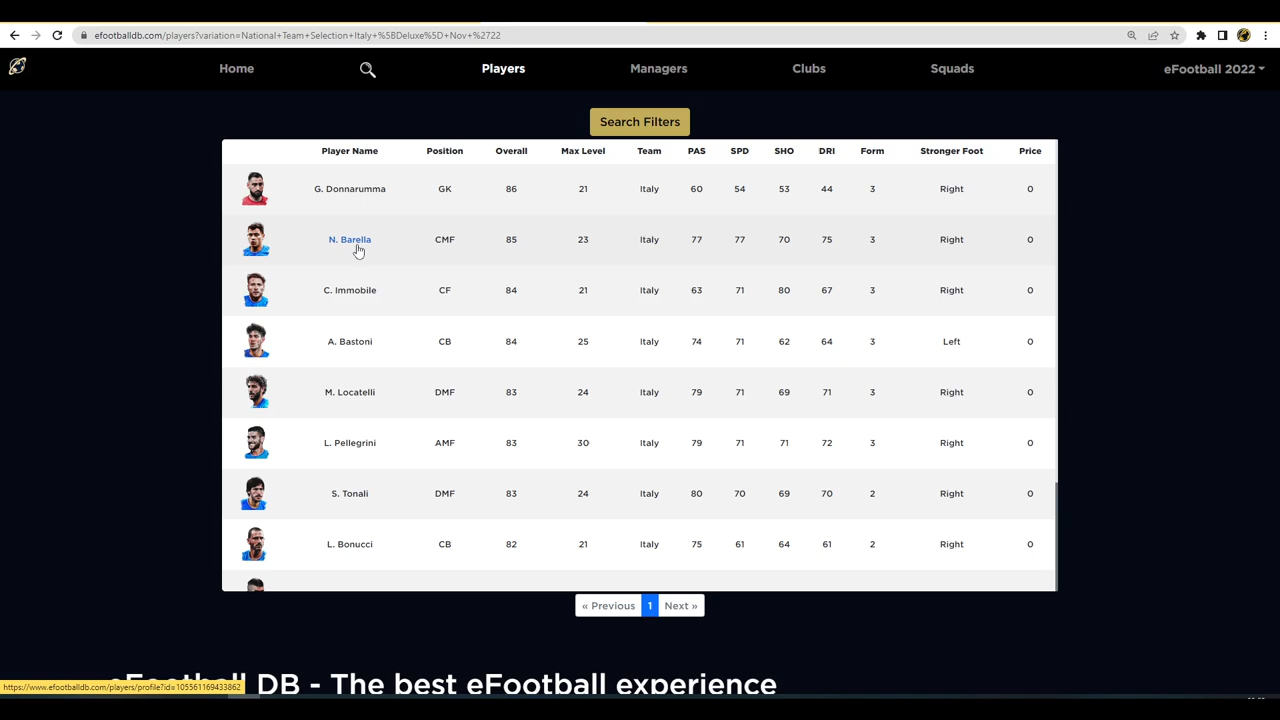 efootballdb.com/players?variation=National+Team+Selection+Italy+%5BDeluxe%5D+Nov+%2722
Home Players Managers Clubs Squads eFootball 2022
Search Filters
Player Name Position Overall Max Level Team PAS SPD SHO DRI Form Stronger Foot Price
G. Donnarumma GK 86 21 Italy 60 54 53 44 3 Right 0
N. Barella CMF 85 23 Italy 77 77 70 75 3 Right 0
C. Immobile CF 84 21 Italy 63 71 80 67 3 Right 0
A. Bastoni CB 84 25 Italy 74 71 62 64 3 Left 0
M. Locatelli DMF 83 24 Italy 79 71 69 71 3 Right 0
L. Pellegrini AMF 83 30 Italy 79 71 71 72 3 Right 0
S. Tonali DMF 83 24 Italy 80 70 69 70 2 Right 0
L. Bonucci CB 82 21 Italy 75 61 64 61 2 Right 0
« Previous 1 Next »
eFootball DB - The best eFootball experience
https://www.efootballdb.com/players/profile?id=105561169433862